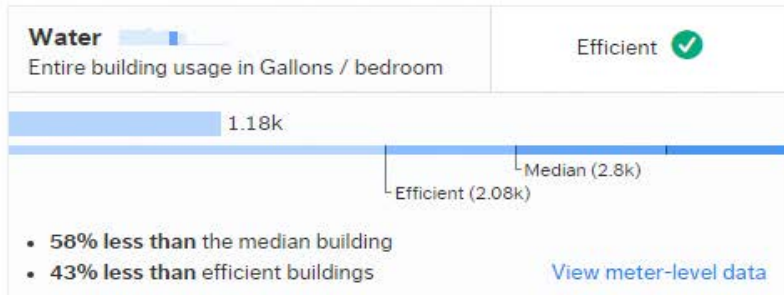 Water
Efficient
Entire building usage in Gallons / bedroom
1.18k
Median (2.8k)
Efficient (2.08k)
• 58% less than the median building
• 43% less than efficient buildings
View meter-level data